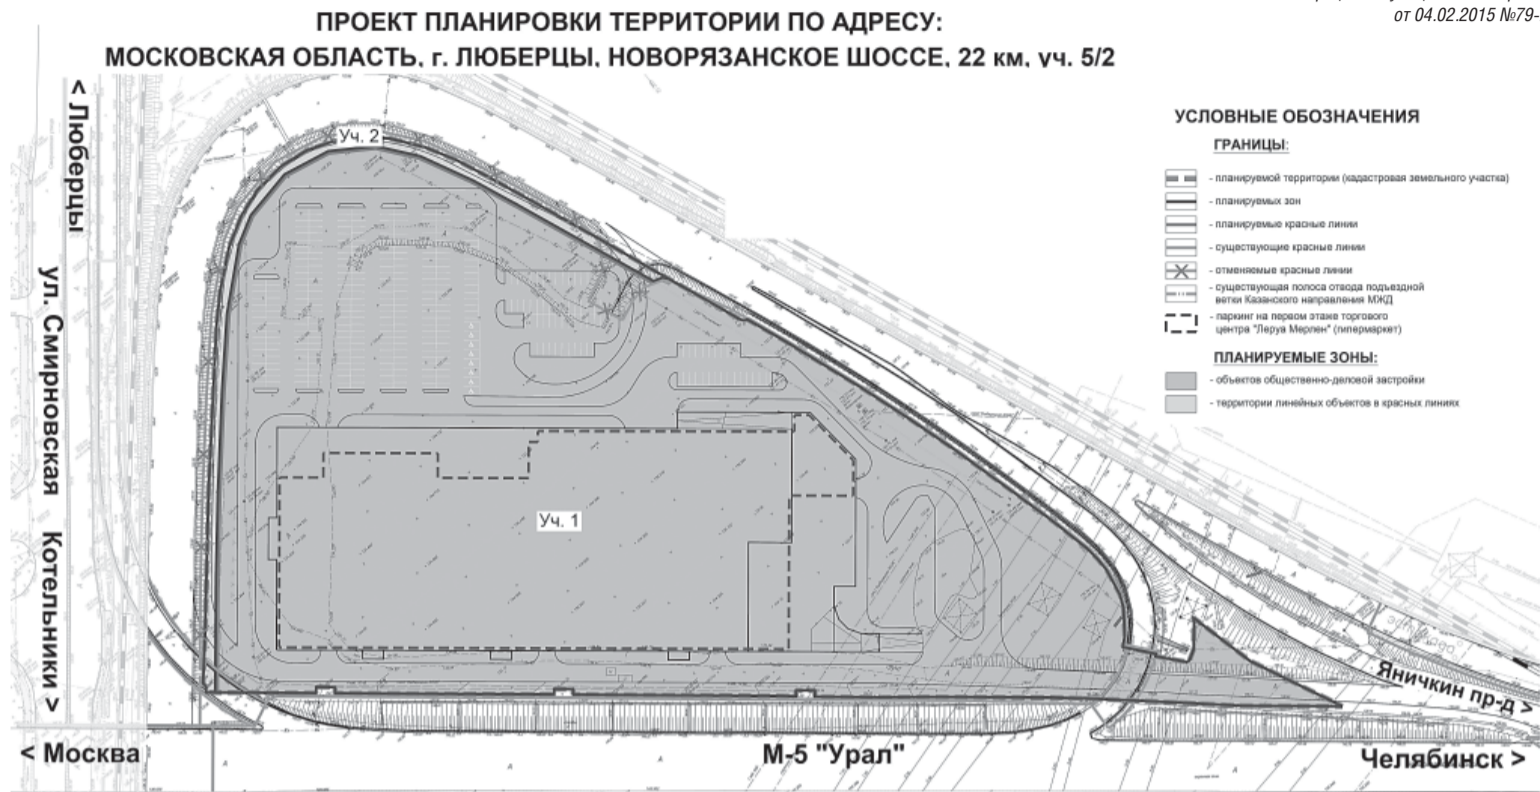 от 04.02.2015 №79-
ПРОЕКТ ПЛАНИРОВКИ ТЕРРИТОРИИ ПО АДРЕСУ:
МОСКОВСКАЯ ОБЛАСТЬ, г. ЛЮБЕРЦЫ, НОВОРЯЗАНСКОЕ ШОССЕ, 22 км, уч. 5/2
< Люберцы
ул. Смирновская
Котельники >
Уч. 2
Уч. 1
УСЛОВНЫЕ ОБОЗНАЧЕНИЯ
ГРАНИЦЫ:
- планируемой территории (кадастровая земельного участка)
- планируемых зон
- планируемые красные линии
- существующие красные линии
- отменяемые красные линии
- существующая полоса отвода подъездной
ветки Казанского направления МЖД
- паркинг на первом этаже торгового
центра "Леруа Мерлен" (гипермаркет)
ПЛАНИРУЕМЫЕ ЗОНЫ:
- объектов общественно-деловой застройки
- территории линейных объектов в красных линиях
Яничкин пр-д >
< Москва
М-5 "Урал"
Челябинск >